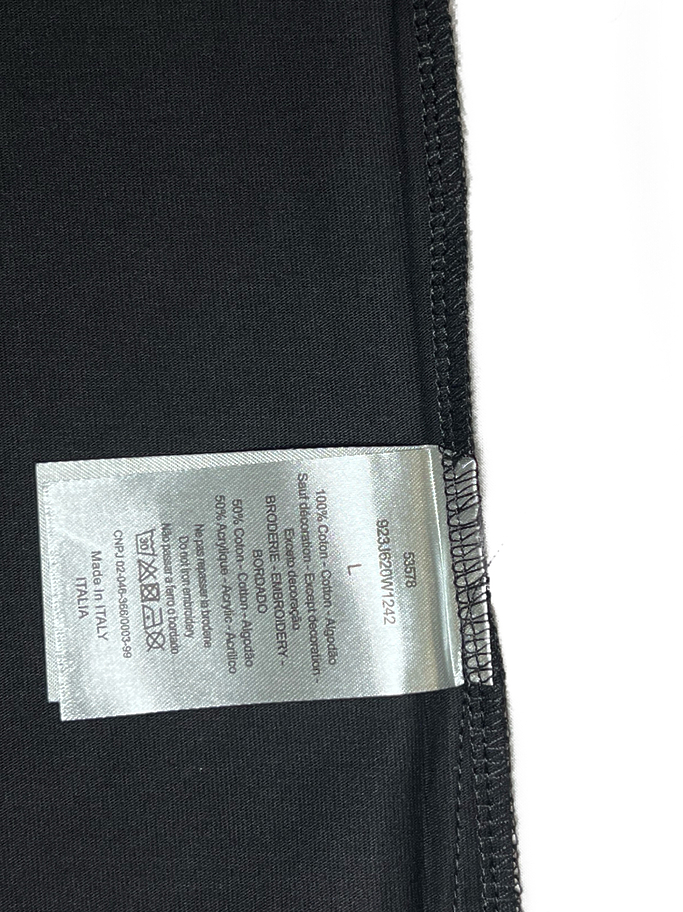 53578
923J620W1242
L
100% Coton - Cotton - Algodão
Sauf décoration - Except decoration -
Exceto decoração
BRODERIE - EMBROIDERY -
BORDADO
50% Coton - Cotton - Algodão
50% Acrylique - Acrylic - Acrílico
Ne pas repasser la broderie
Do not iron embroidery
Não passar a ferro o bordado
30
CNPJ 02-046-366/0003-99
Made In ITALY
ITALIA